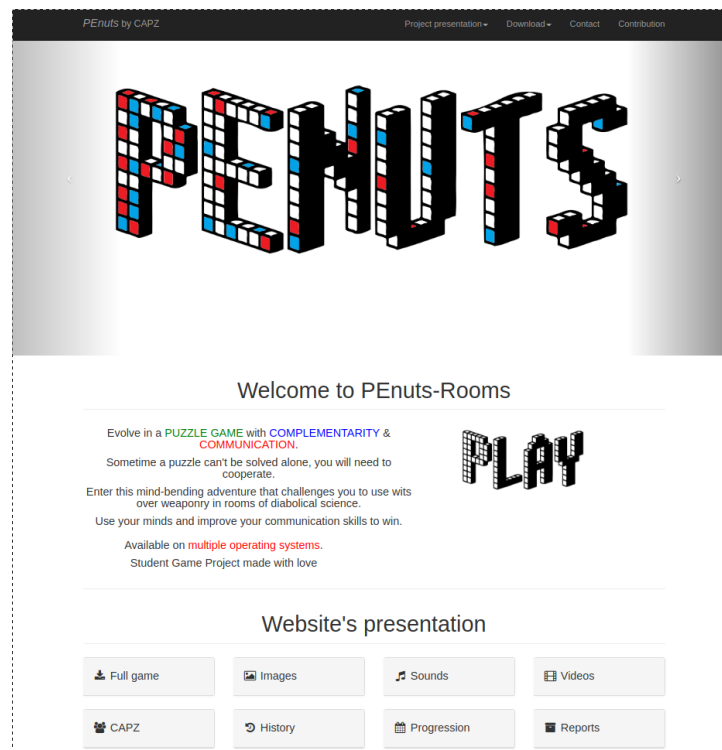 PEnuts by CAPZ Project presentation Download Contact Contribution
PENUTS
Welcome to PEnuts-Rooms
Evolve in a PUZZLE GAME with COMPLEMENTARITY &
COMMUNICATION.
Sometime a puzzle can't be solved alone, you will need to
cooperate.
Enter this mind-bending adventure that challenges you to use wits
over weaponry in rooms of diabolical science.
Use your minds and improve your communication skills to win.
Available on multiple operating systems.
Student Game Project made with love
PLAY
Website's presentation
Full game Images Sounds Videos
CAPZ History Progression Reports